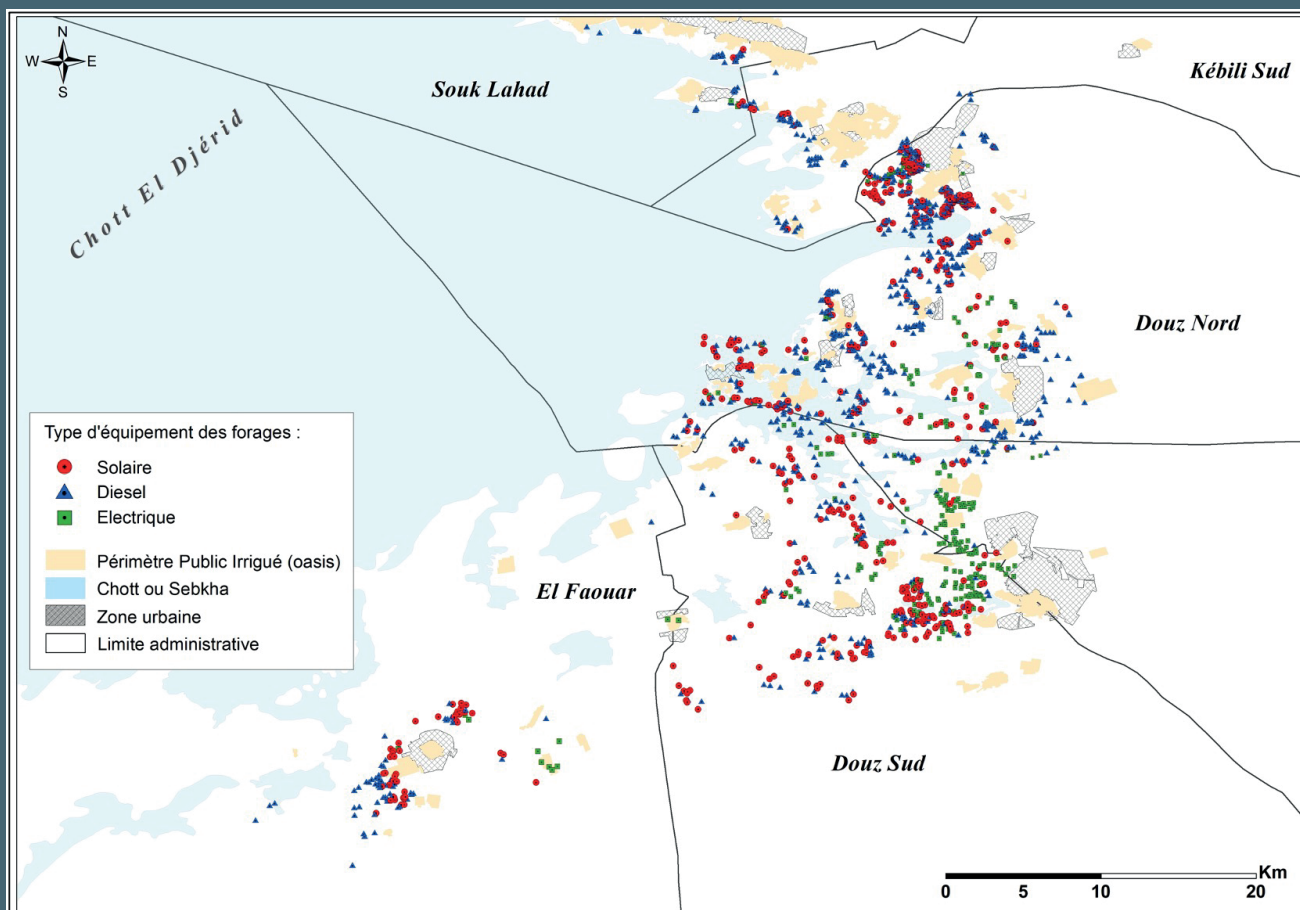 N
W E
S
Souk Lahad
Kébili Sud
Chott El Djérid
Douz Nord
Type d'équipement des forages :
Solaire
Diesel
Electrique
Périmètre Public Irrigué (oasis)
Chott ou Sebkha
Zone urbaine
Limite administrative
El Faouar
Douz Sud
Km
0 5 10 20